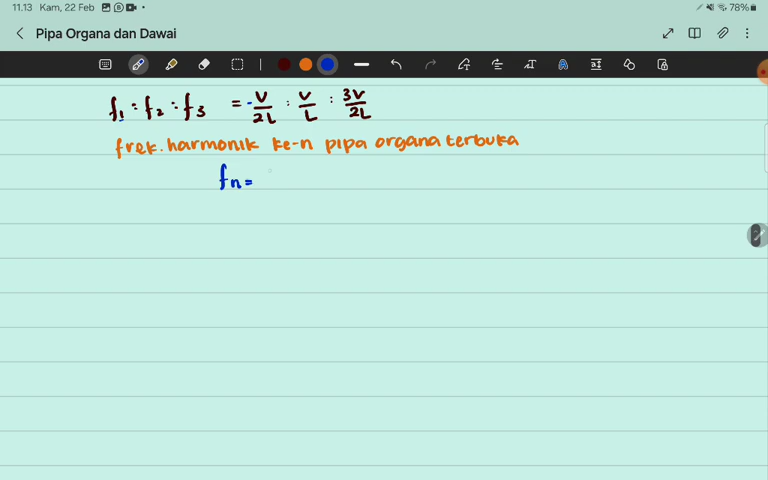 11.13 Kam, 22 Feb 78%
Pipa Organa dan Dawai
f₁ : f₂ : f₃ = V/2L : V/L : 3V/2L
frek. harmonik ke-n pipa organa terbuka
fn =